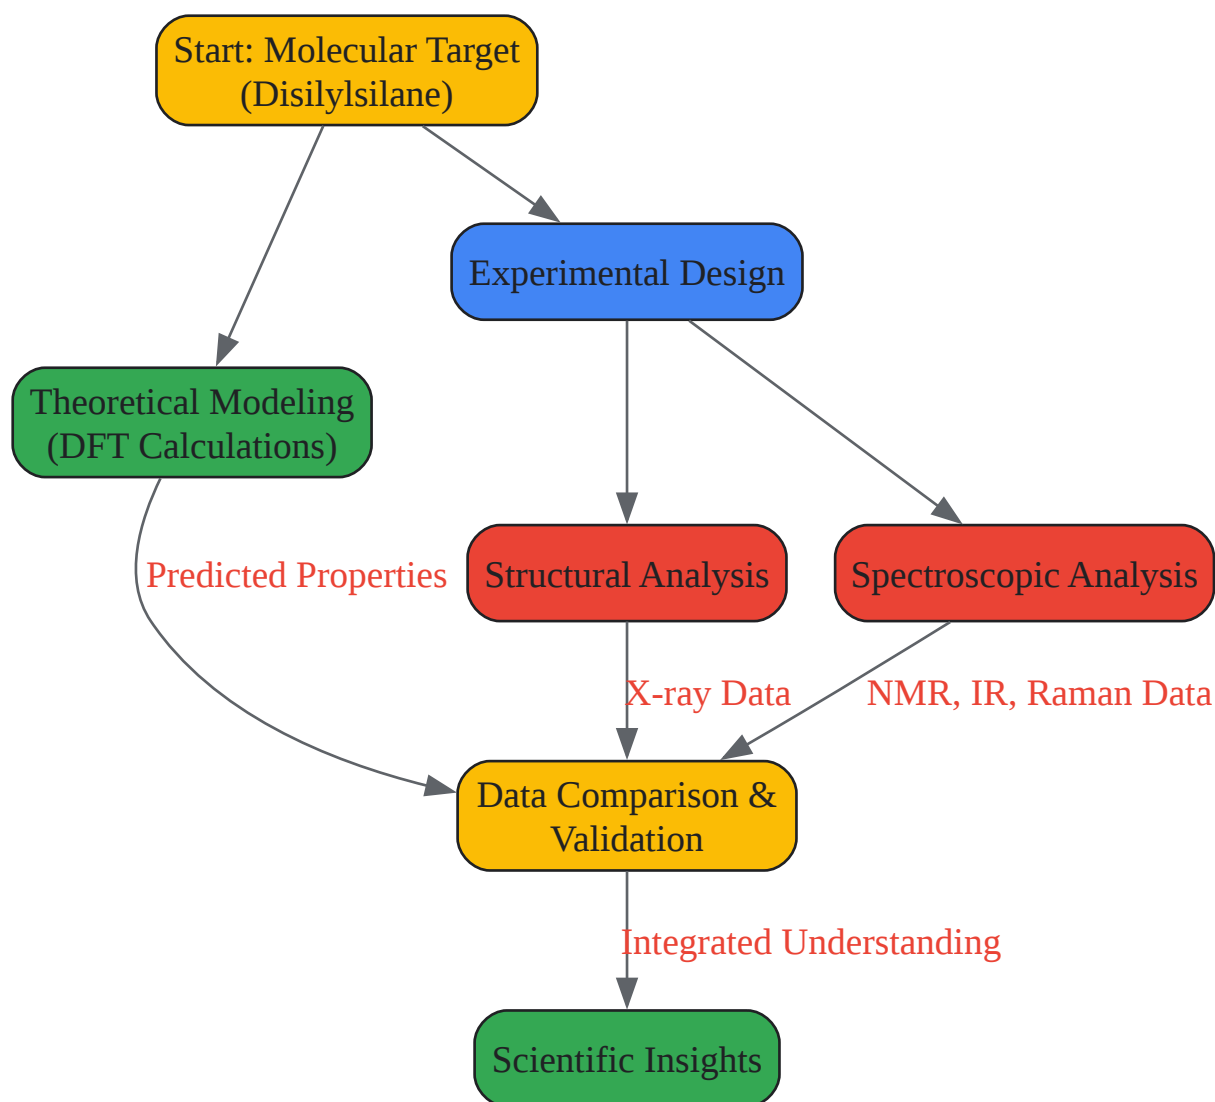 Start: Molecular Target
(Disilylsilane)
Experimental Design
Theoretical Modeling
(DFT Calculations)
Predicted Properties
Structural Analysis
Spectroscopic Analysis
X-ray Data
NMR, IR, Raman Data
Data Comparison &
Validation
Integrated Understanding
Scientific Insights